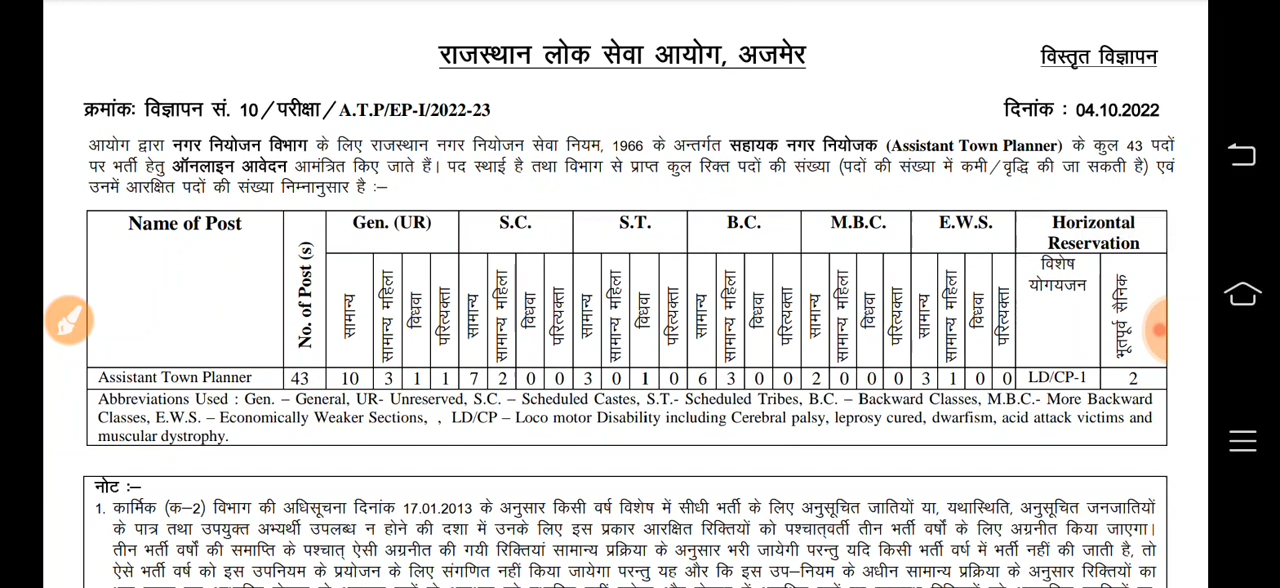 राजस्थान लोक सेवा आयोग, अजमेर
विस्तृत विज्ञापन
क्रमांकः विज्ञापन सं. 10/परीक्षा/A.T.P/EP-I/2022-23
दिनांक : 04.10.2022
आयोग द्वारा नगर नियोजन विभाग के लिए राजस्थान नगर नियोजन सेवा नियम, 1966 के अन्तर्गत सहायक नगर नियोजक (Assistant Town Planner) के कुल 43 पदों
पर भर्ती हेतु ऑनलाइन आवेदन आमंत्रित किए जाते हैं। पद स्थाई है तथा विभाग से प्राप्त कुल रिक्त पदों की संख्या (पदों की संख्या में कमी/वृद्धि की जा सकती है) एवं
उनमें आरक्षित पदों की संख्या निम्नानुसार है :–
Name of Post No. of Post (s) Gen. (UR) S.C. S.T. B.C. M.B.C. E.W.S. Horizontal Reservation
सामान्य सामान्य महिला विधवा परित्यक्ता सामान्य सामान्य महिला विधवा परित्यक्ता सामान्य सामान्य महिला विधवा परित्यक्ता सामान्य सामान्य महिला विधवा परित्यक्ता सामान्य सामान्य महिला विधवा परित्यक्ता सामान्य सामान्य महिला विधवा परित्यक्ता विशेष योगयजन भूतपूर्व सैनिक
Assistant Town Planner 43 10 3 1 1 7 2 0 0 3 0 1 0 6 3 0 0 2 0 0 0 3 1 0 0 LD/CP-1 2
Abbreviations Used : Gen. – General, UR- Unreserved, S.C. – Scheduled Castes, S.T.- Scheduled Tribes, B.C. – Backward Classes, M.B.C.- More Backward
Classes, E.W.S. – Economically Weaker Sections, , LD/CP – Loco motor Disability including Cerebral palsy, leprosy cured, dwarfism, acid attack victims and
muscular dystrophy.
नोट :–
1. कार्मिक (क–2) विभाग की अधिसूचना दिनांक 17.01.2013 के अनुसार किसी वर्ष विशेष में सीधी भर्ती के लिए अनुसूचित जातियों या, यथास्थिति, अनुसूचित जनजातियों
के पात्र तथा उपयुक्त अभ्यर्थी उपलब्ध न होने की दशा में उनके लिए इस प्रकार आरक्षित रिक्तियों को पश्चातवर्ती तीन भर्ती वर्षों के लिए अग्रनीत किया जाएगा।
तीन भर्ती वर्षों की समाप्ति के पश्चात् ऐसी अग्रनीत की गयी रिक्तियां सामान्य प्रक्रिया के अनुसार भरी जायेगी परन्तु यदि किसी भर्ती वर्ष में भर्ती नहीं की जाती है, तो
ऐसे भर्ती वर्ष को इस उपनियम के प्रयोजन के लिए संगणित नहीं किया जायेगा परन्तु यह और कि इस उप–नियम के अधीन सामान्य प्रक्रिया के अनुसार रिक्तियों का